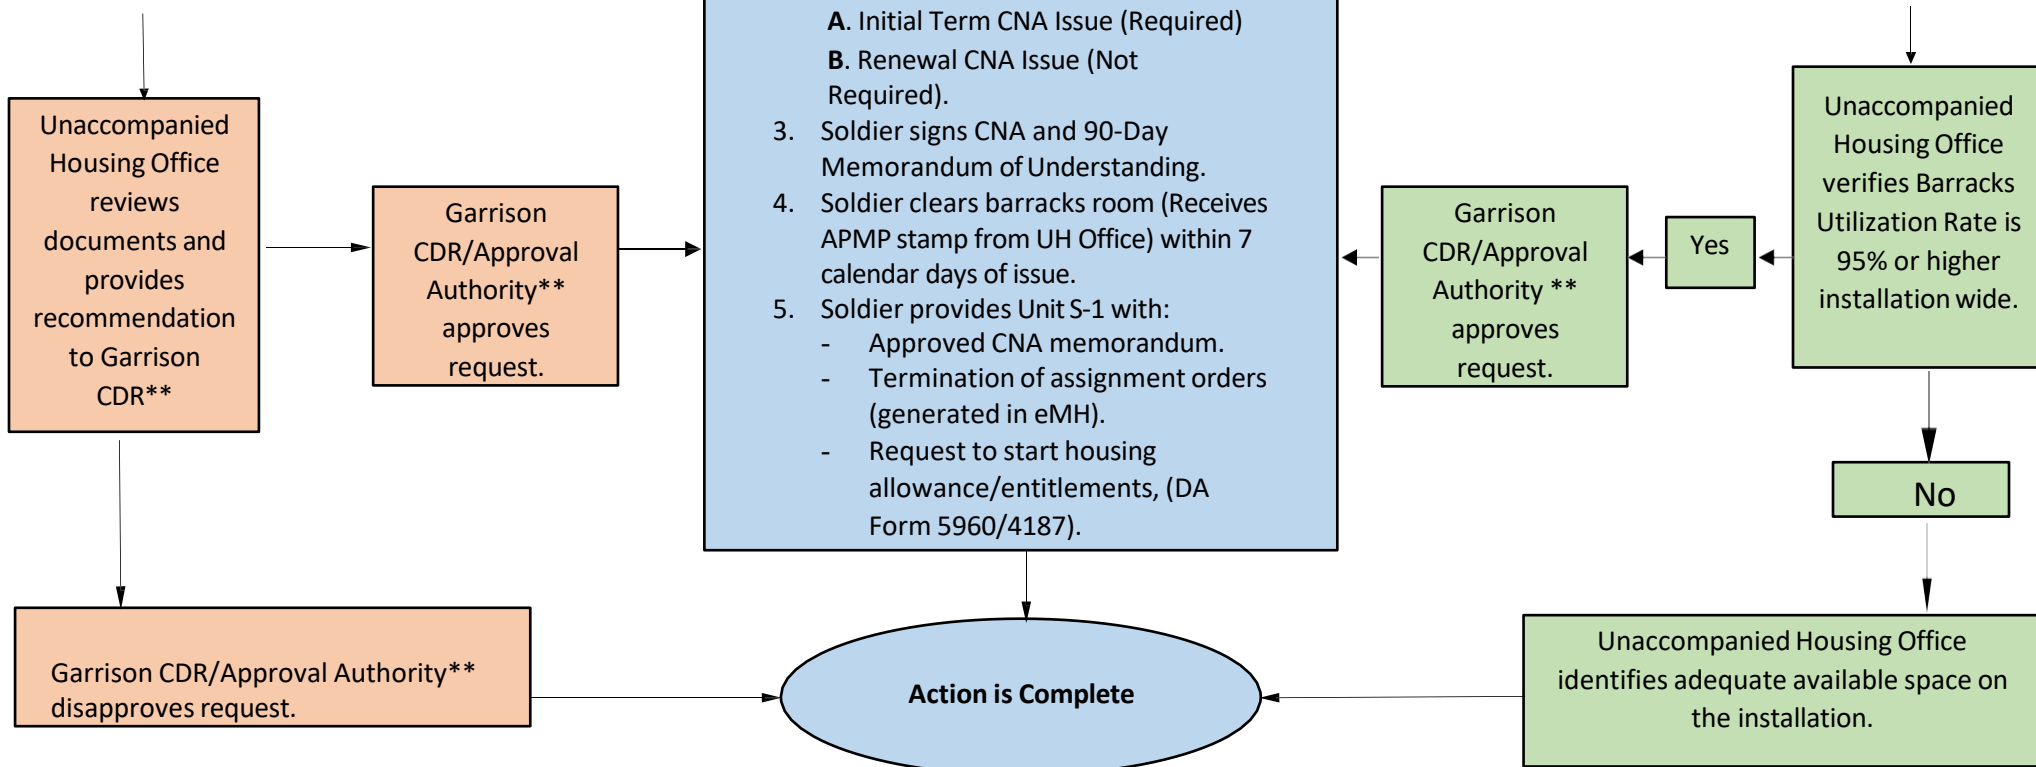 Unaccompanied
Housing Office
reviews
documents and
provides
recommendation
to Garrison
CDR**
Garrison
CDR/Approval
Authority**
approves
request.
A. Initial Term CNA Issue (Required)
B. Renewal CNA Issue (Not
Required).
3. Soldier signs CNA and 90-Day
Memorandum of Understanding.
4. Soldier clears barracks room (Receives
APMP stamp from UH Office) within 7
calendar days of issue.
5. Soldier provides Unit S-1 with:
- Approved CNA memorandum.
- Termination of assignment orders
(generated in eMH).
- Request to start housing
allowance/entitlements, (DA
Form 5960/4187).
Garrison
CDR/Approval
Authority **
approves
request.
Yes
Unaccompanied
Housing Office
verifies Barracks
Utilization Rate is
95% or higher
installation wide.
No
Garrison CDR/Approval Authority**
disapproves request.
Action is Complete
Unaccompanied Housing Office
identifies adequate available space on
the installation.